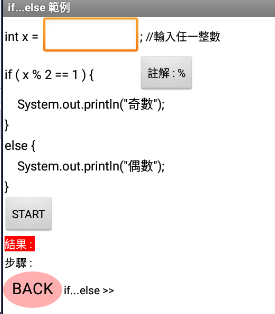 if...else 範例
int x = ; //輸入任一整數
if ( x % 2 == 1 ) { 註解 : %
System.out.println("奇數");
}
else {
System.out.println("偶數");
}
START
結果 :
步驟 :
BACK if...else >>